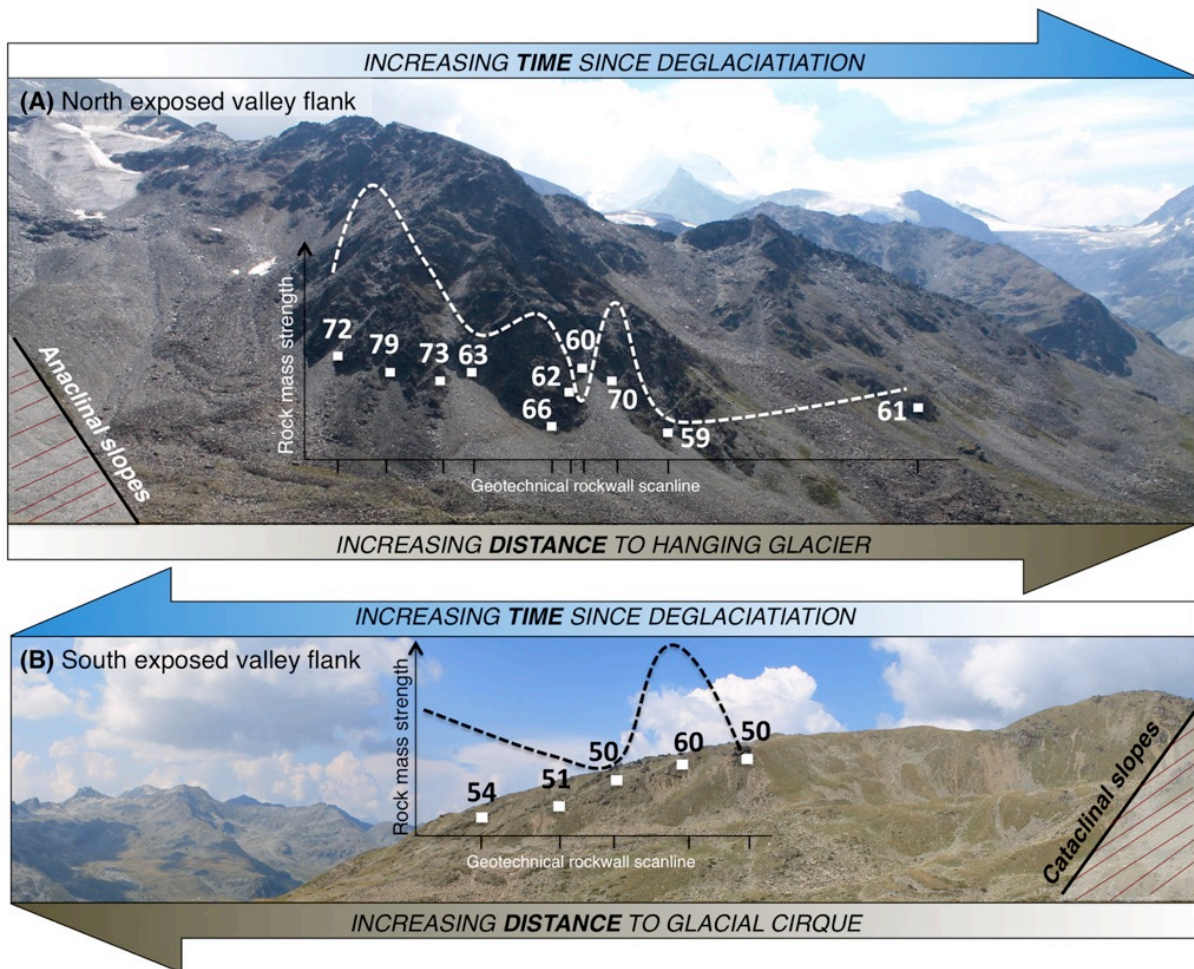 INCREASING TIME SINCE DEGLACIATIATION
(A) North exposed valley flank
Rock mass strength
72
79
73
63
66
62
60
70
59
61
Geotechnical rockwall scanline
Anaclinal slopes
INCREASING DISTANCE TO HANGING GLACIER
INCREASING TIME SINCE DEGLACIATIATION
(B) South exposed valley flank
Rock mass strength
54
51
50
60
50
Geotechnical rockwall scanline
Cataclinal slopes
INCREASING DISTANCE TO GLACIAL CIRQUE